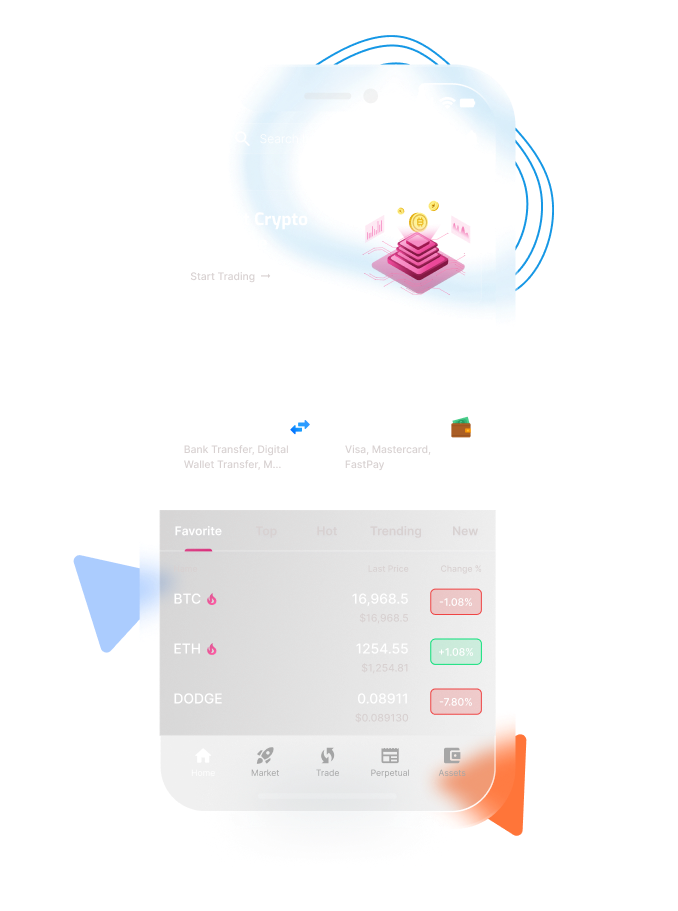 Search
Crypto
Start Trading →
Bank Transfer, Digital
Wallet Transfer, M...
Visa, Mastercard,
FastPay
Favorite Top Hot Trending New
Last Price Change %
BTC 16,968.5 -1.08%
$16,968.5
ETH 1254.55 +1.08%
$1,254.81
DODGE 0.08911 -7.80%
$0.089130
Home Market Trade Perpetual Assets